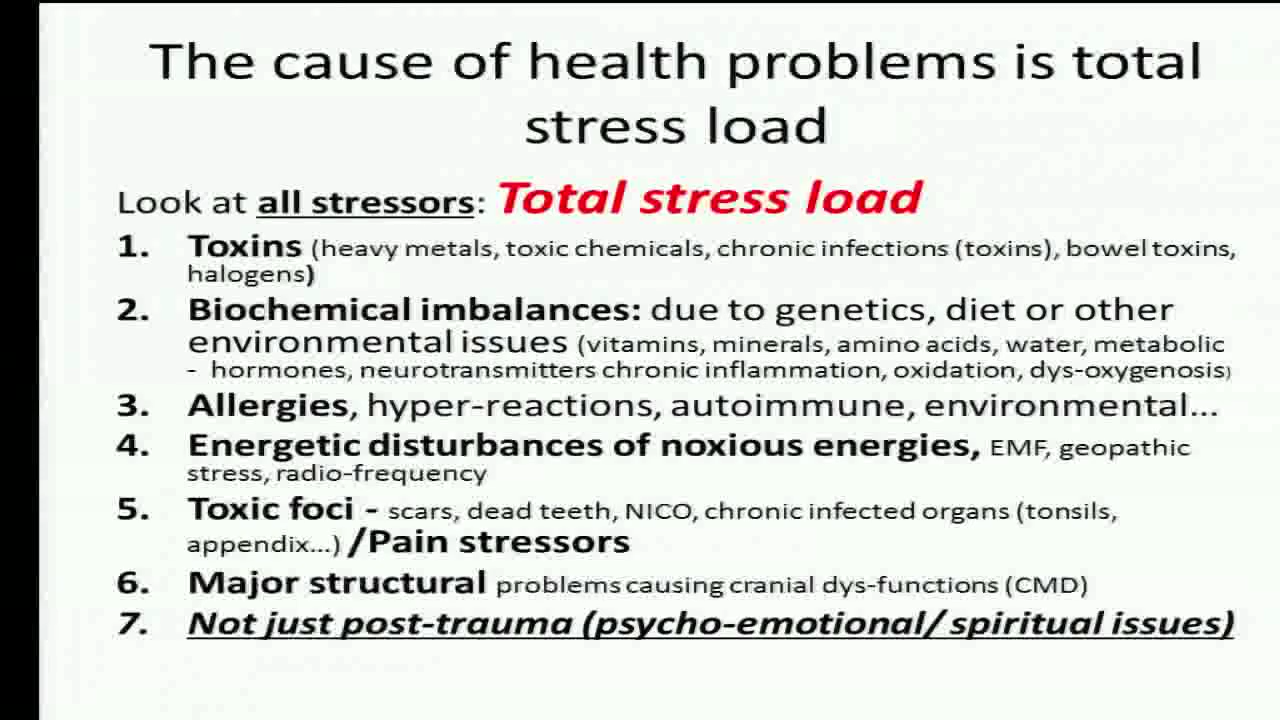 The cause of health problems is total
stress load
Look at all stressors: Total stress load
1. Toxins (heavy metals, toxic chemicals, chronic infections (toxins), bowel toxins,
halogens)
2. Biochemical imbalances: due to genetics, diet or other
environmental issues (vitamins, minerals, amino acids, water, metabolic
- hormones, neurotransmitters chronic inflammation, oxidation, dys-oxygenosis)
3. Allergies, hyper-reactions, autoimmune, environmental...
4. Energetic disturbances of noxious energies, EMF, geopathic
stress, radio-frequency
5. Toxic foci - scars, dead teeth, NICO, chronic infected organs (tonsils,
appendix...) /Pain stressors
6. Major structural problems causing cranial dys-functions (CMD)
7. Not just post-trauma (psycho-emotional/ spiritual issues)